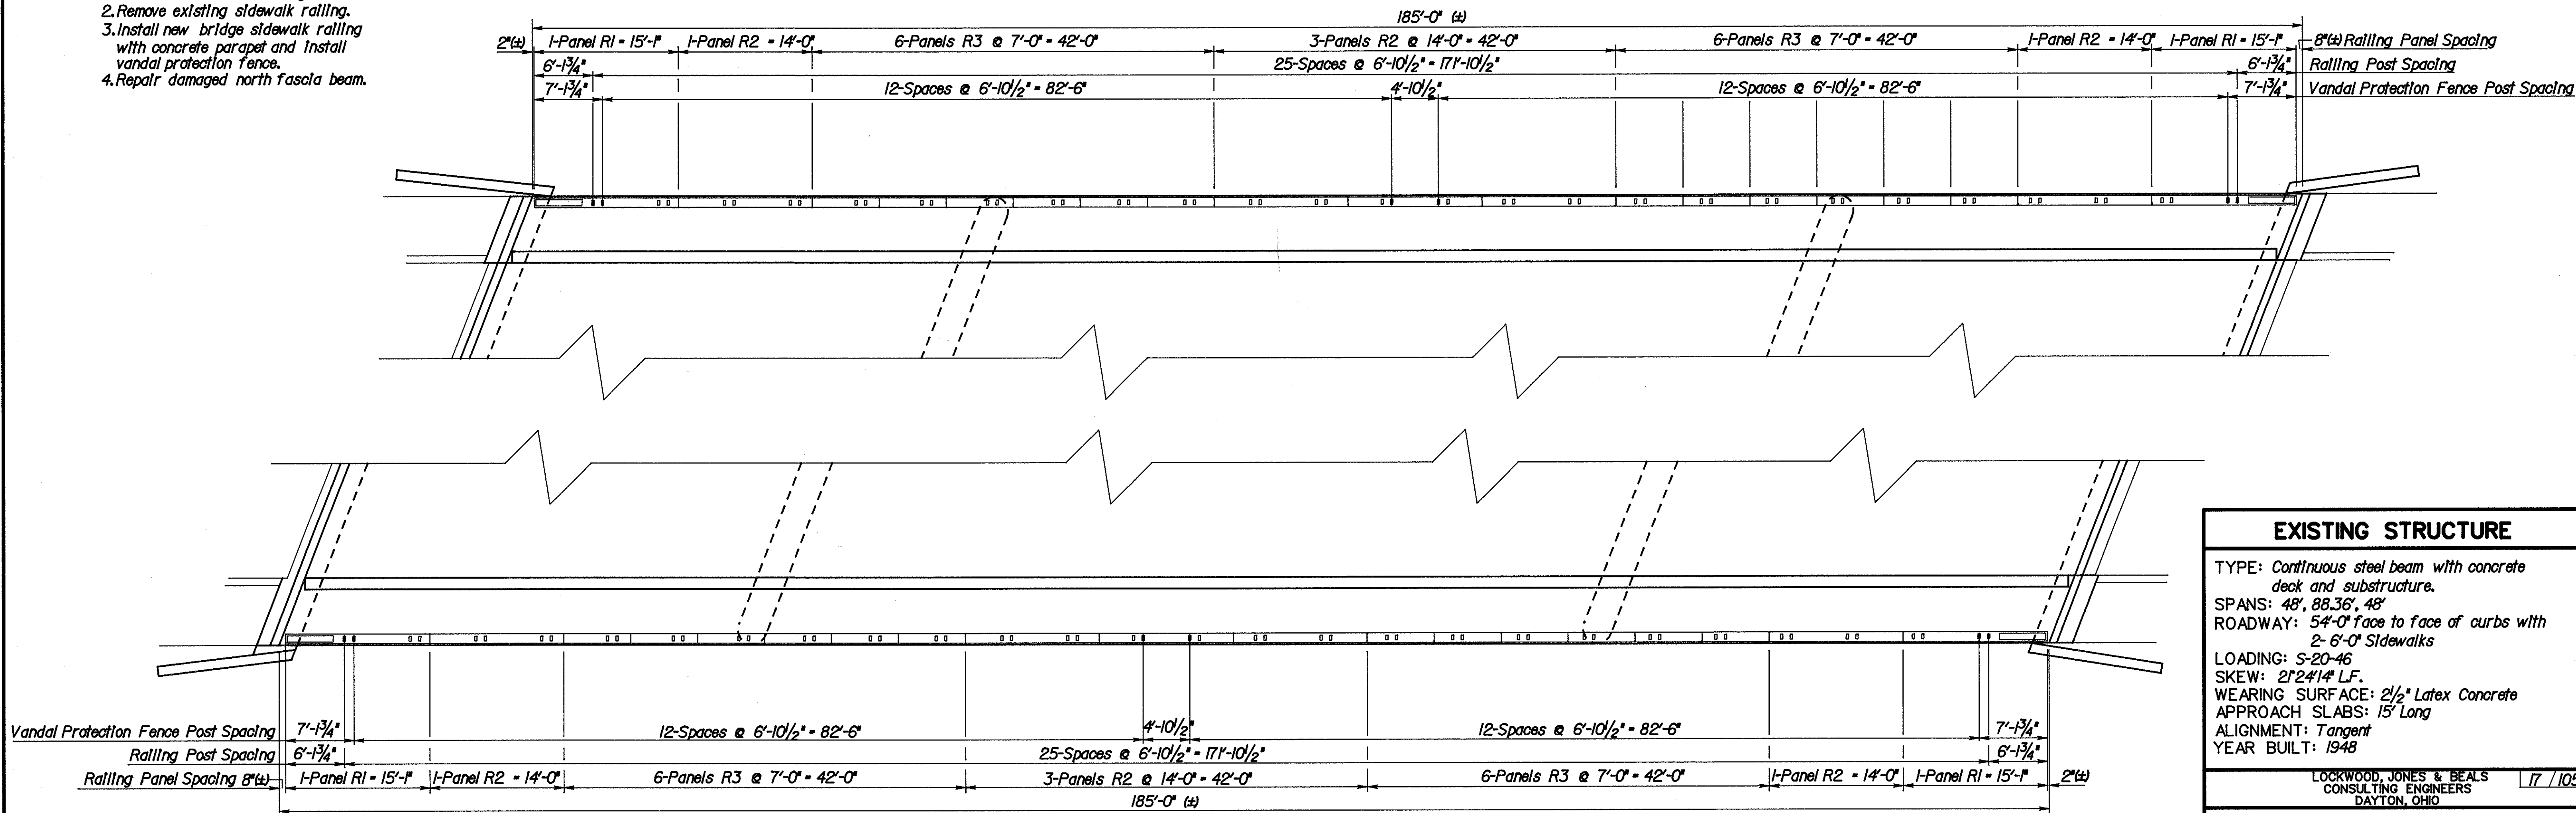 2. Remove existing sidewalk railing.
3. Install new bridge sidewalk railing
with concrete parapet and install
vandal protection fence.
4. Repair damaged north fascia beam.
185'-0" (±)
2"(±) 1-Panel R1 = 15'-1" 1-Panel R2 = 14'-0" 6-Panels R3 @ 7'-0" = 42'-0" 3-Panels R2 @ 14'-0" = 42'-0" 6-Panels R3 @ 7'-0" = 42'-0" 1-Panel R2 = 14'-0" 1-Panel R1 = 15'-1" 8"(±) Railing Panel Spacing
6'-1¾" 25-Spaces @ 6'-10½" = 171'-10½" 6'-1¾" Railing Post Spacing
7'-1¾" 12-Spaces @ 6'-10½" = 82'-6" 4'-10½" 12-Spaces @ 6'-10½" = 82'-6" 7'-1¾" Vandal Protection Fence Post Spacing
Vandal Protection Fence Post Spacing 7'-1¾" 12-Spaces @ 6'-10½" = 82'-6" 4'-10½" 12-Spaces @ 6'-10½" = 82'-6" 7'-1¾"
Railing Post Spacing 6'-1¾" 25-Spaces @ 6'-10½" = 171'-10½" 6'-1¾"
Railing Panel Spacing 8"(±) 1-Panel R1 = 15'-1" 1-Panel R2 = 14'-0" 6-Panels R3 @ 7'-0" = 42'-0" 3-Panels R2 @ 14'-0" = 42'-0" 6-Panels R3 @ 7'-0" = 42'-0" 1-Panel R2 = 14'-0" 1-Panel R1 = 15'-1" 2"(±)
185'-0" (±)
EXISTING STRUCTURE
TYPE: Continuous steel beam with concrete
deck and substructure.
SPANS: 48', 88.36', 48'
ROADWAY: 54'-0" face to face of curbs with
2- 6'-0" Sidewalks
LOADING: S-20-46
SKEW: 21°24'14" L.F.
WEARING SURFACE: 2½" Latex Concrete
APPROACH SLABS: 15' Long
ALIGNMENT: Tangent
YEAR BUILT: 1948
LOCKWOOD, JONES & BEALS
CONSULTING ENGINEERS
DAYTON, OHIO
17 / 105